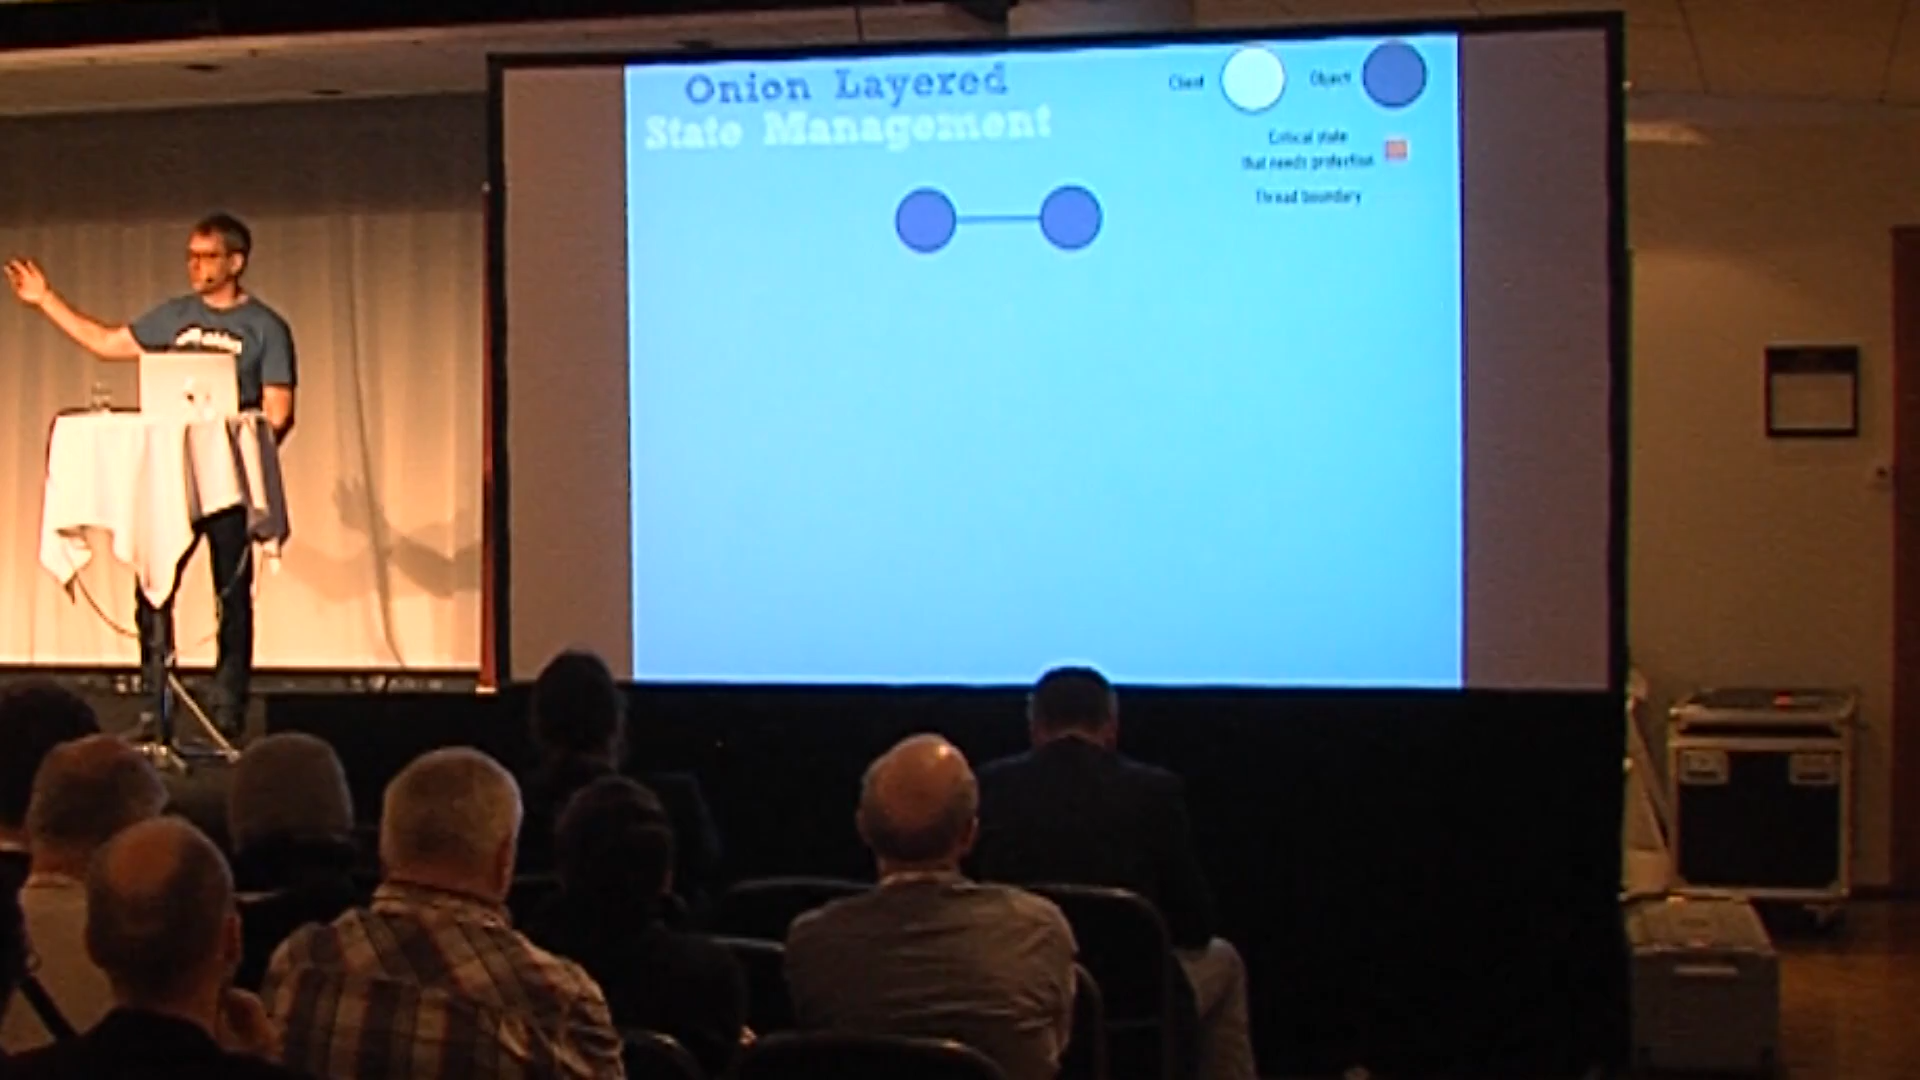 Onion Layered
State Management
Client
Object
Critical state
that needs protection
Thread boundary